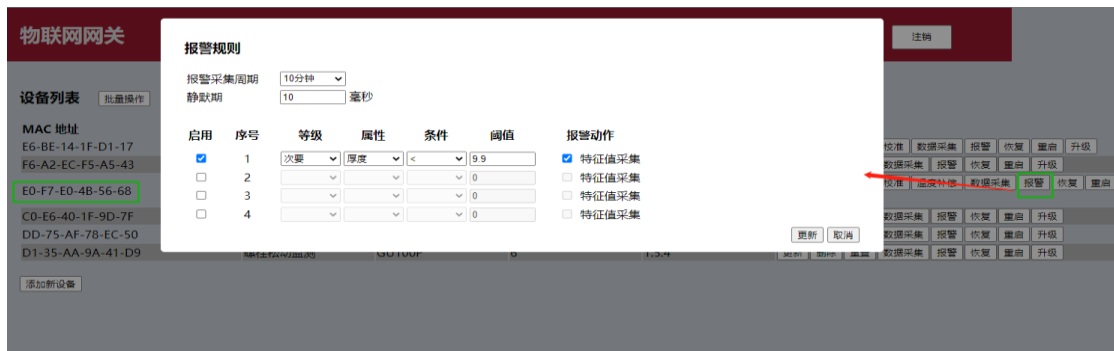 物联网网关
注销
报警规则
报警采集周期 10分钟
静默期 10 毫秒
设备列表 批量操作
启用 序号 等级 属性 条件 阈值 报警动作
1 次要 厚度 < 9.9 特征值采集
2 0 特征值采集
3 0 特征值采集
4 0 特征值采集
更新 取消
MAC 地址
E6-BE-14-1F-D1-17 校准 数据采集 报警 恢复 重启 升级
F6-A2-EC-F5-A5-43 数据采集 报警 恢复 重启 升级
E0-F7-E0-4B-56-68 校准 温度补偿 数据采集 报警 恢复 重启
C0-E6-40-1F-9D-7F 数据采集 报警 恢复 重启 升级
DD-75-AF-78-EC-50 数据采集 报警 恢复 重启 升级
D1-35-AA-9A-41-D9 螺栓松动监测 GU100P 6 1.5.4 更新 删除 重置 数据采集 报警 恢复 重启 升级
添加新设备